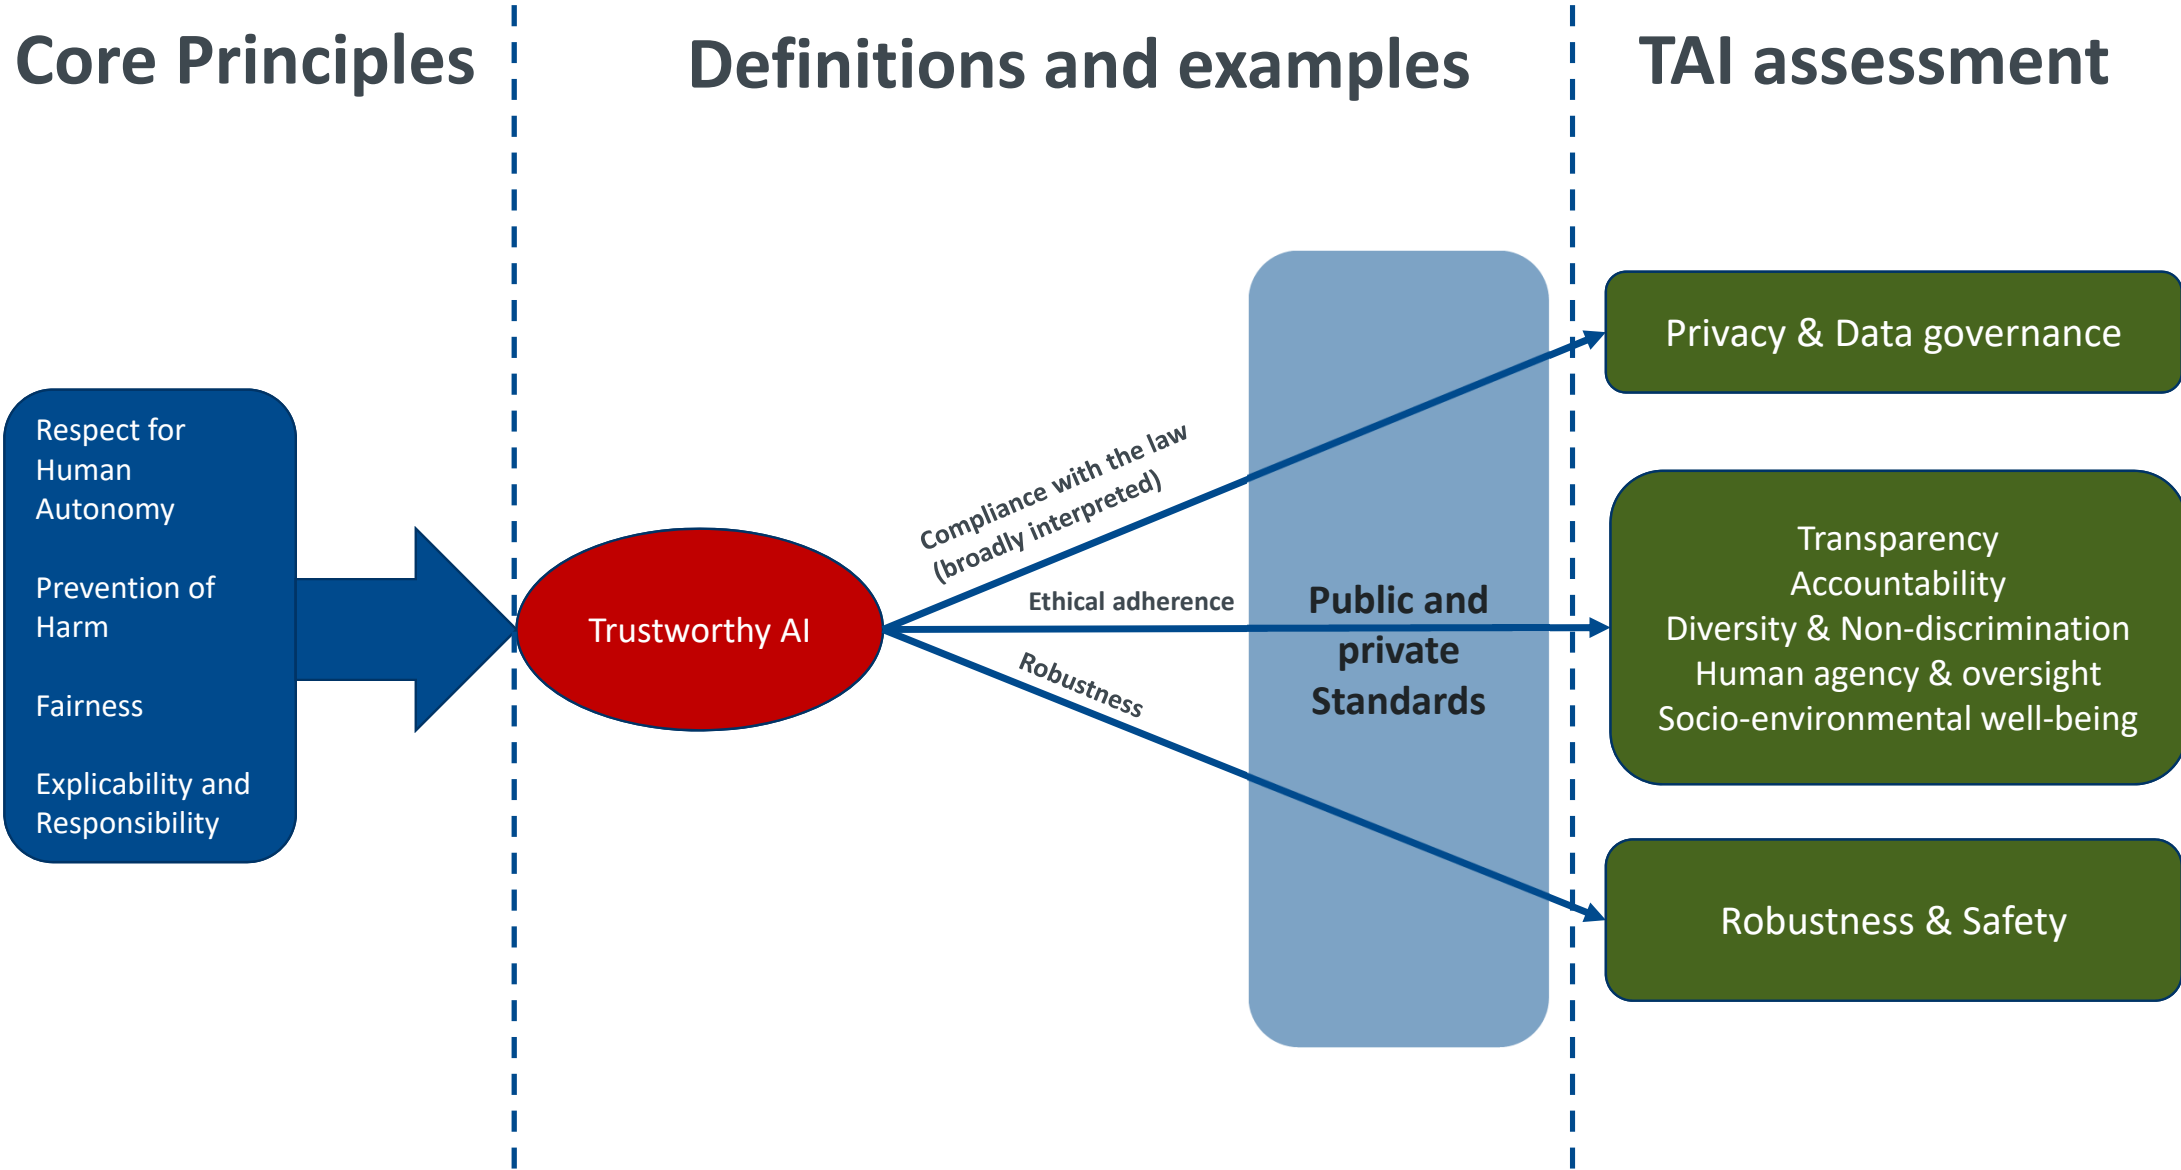 Core Principles
Definitions and examples
TAI assessment
Respect for
Human
Autonomy
Prevention of
Harm
Fairness
Explicability and
Responsibility
Trustworthy AI
Compliance with the law
(broadly interpreted)
Ethical adherence
Robustness
Public and
private
Standards
Privacy & Data governance
Transparency
Accountability
Diversity & Non-discrimination
Human agency & oversight
Socio-environmental well-being
Robustness & Safety